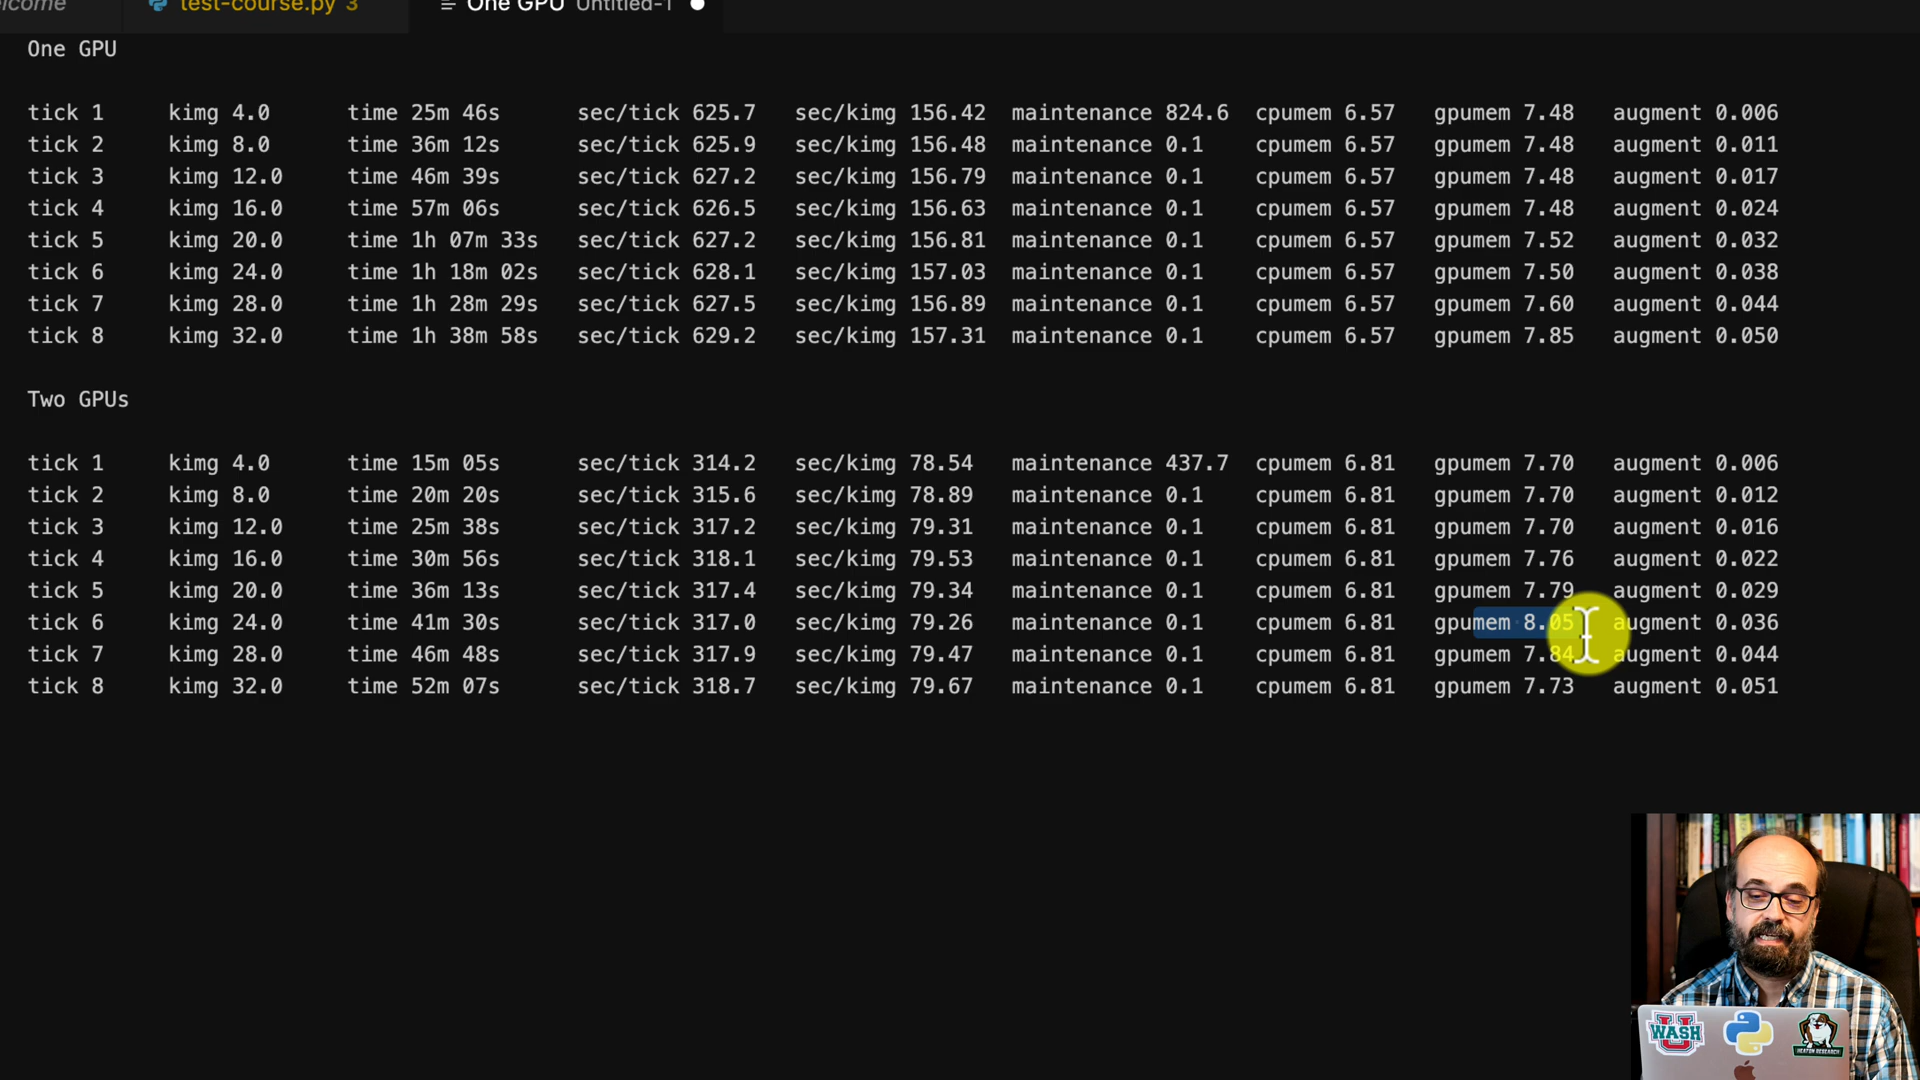 elcome test-course.py 3 One GPU Untitled-1
One GPU
tick 1 kimg 4.0 time 25m 46s sec/tick 625.7 sec/kimg 156.42 maintenance 824.6 cpumem 6.57 gpumem 7.48 augment 0.006
tick 2 kimg 8.0 time 36m 12s sec/tick 625.9 sec/kimg 156.48 maintenance 0.1 cpumem 6.57 gpumem 7.48 augment 0.011
tick 3 kimg 12.0 time 46m 39s sec/tick 627.2 sec/kimg 156.79 maintenance 0.1 cpumem 6.57 gpumem 7.48 augment 0.017
tick 4 kimg 16.0 time 57m 06s sec/tick 626.5 sec/kimg 156.63 maintenance 0.1 cpumem 6.57 gpumem 7.48 augment 0.024
tick 5 kimg 20.0 time 1h 07m 33s sec/tick 627.2 sec/kimg 156.81 maintenance 0.1 cpumem 6.57 gpumem 7.52 augment 0.032
tick 6 kimg 24.0 time 1h 18m 02s sec/tick 628.1 sec/kimg 157.03 maintenance 0.1 cpumem 6.57 gpumem 7.50 augment 0.038
tick 7 kimg 28.0 time 1h 28m 29s sec/tick 627.5 sec/kimg 156.89 maintenance 0.1 cpumem 6.57 gpumem 7.60 augment 0.044
tick 8 kimg 32.0 time 1h 38m 58s sec/tick 629.2 sec/kimg 157.31 maintenance 0.1 cpumem 6.57 gpumem 7.85 augment 0.050
Two GPUs
tick 1 kimg 4.0 time 15m 05s sec/tick 314.2 sec/kimg 78.54 maintenance 437.7 cpumem 6.81 gpumem 7.70 augment 0.006
tick 2 kimg 8.0 time 20m 20s sec/tick 315.6 sec/kimg 78.89 maintenance 0.1 cpumem 6.81 gpumem 7.70 augment 0.012
tick 3 kimg 12.0 time 25m 38s sec/tick 317.2 sec/kimg 79.31 maintenance 0.1 cpumem 6.81 gpumem 7.70 augment 0.016
tick 4 kimg 16.0 time 30m 56s sec/tick 318.1 sec/kimg 79.53 maintenance 0.1 cpumem 6.81 gpumem 7.76 augment 0.022
tick 5 kimg 20.0 time 36m 13s sec/tick 317.4 sec/kimg 79.34 maintenance 0.1 cpumem 6.81 gpumem 7.79 augment 0.029
tick 6 kimg 24.0 time 41m 30s sec/tick 317.0 sec/kimg 79.26 maintenance 0.1 cpumem 6.81 gpumem 8.05 augment 0.036
tick 7 kimg 28.0 time 46m 48s sec/tick 317.9 sec/kimg 79.47 maintenance 0.1 cpumem 6.81 gpumem 7.84 augment 0.044
tick 8 kimg 32.0 time 52m 07s sec/tick 318.7 sec/kimg 79.67 maintenance 0.1 cpumem 6.81 gpumem 7.73 augment 0.051
WASH U
HEATON RESEARCH